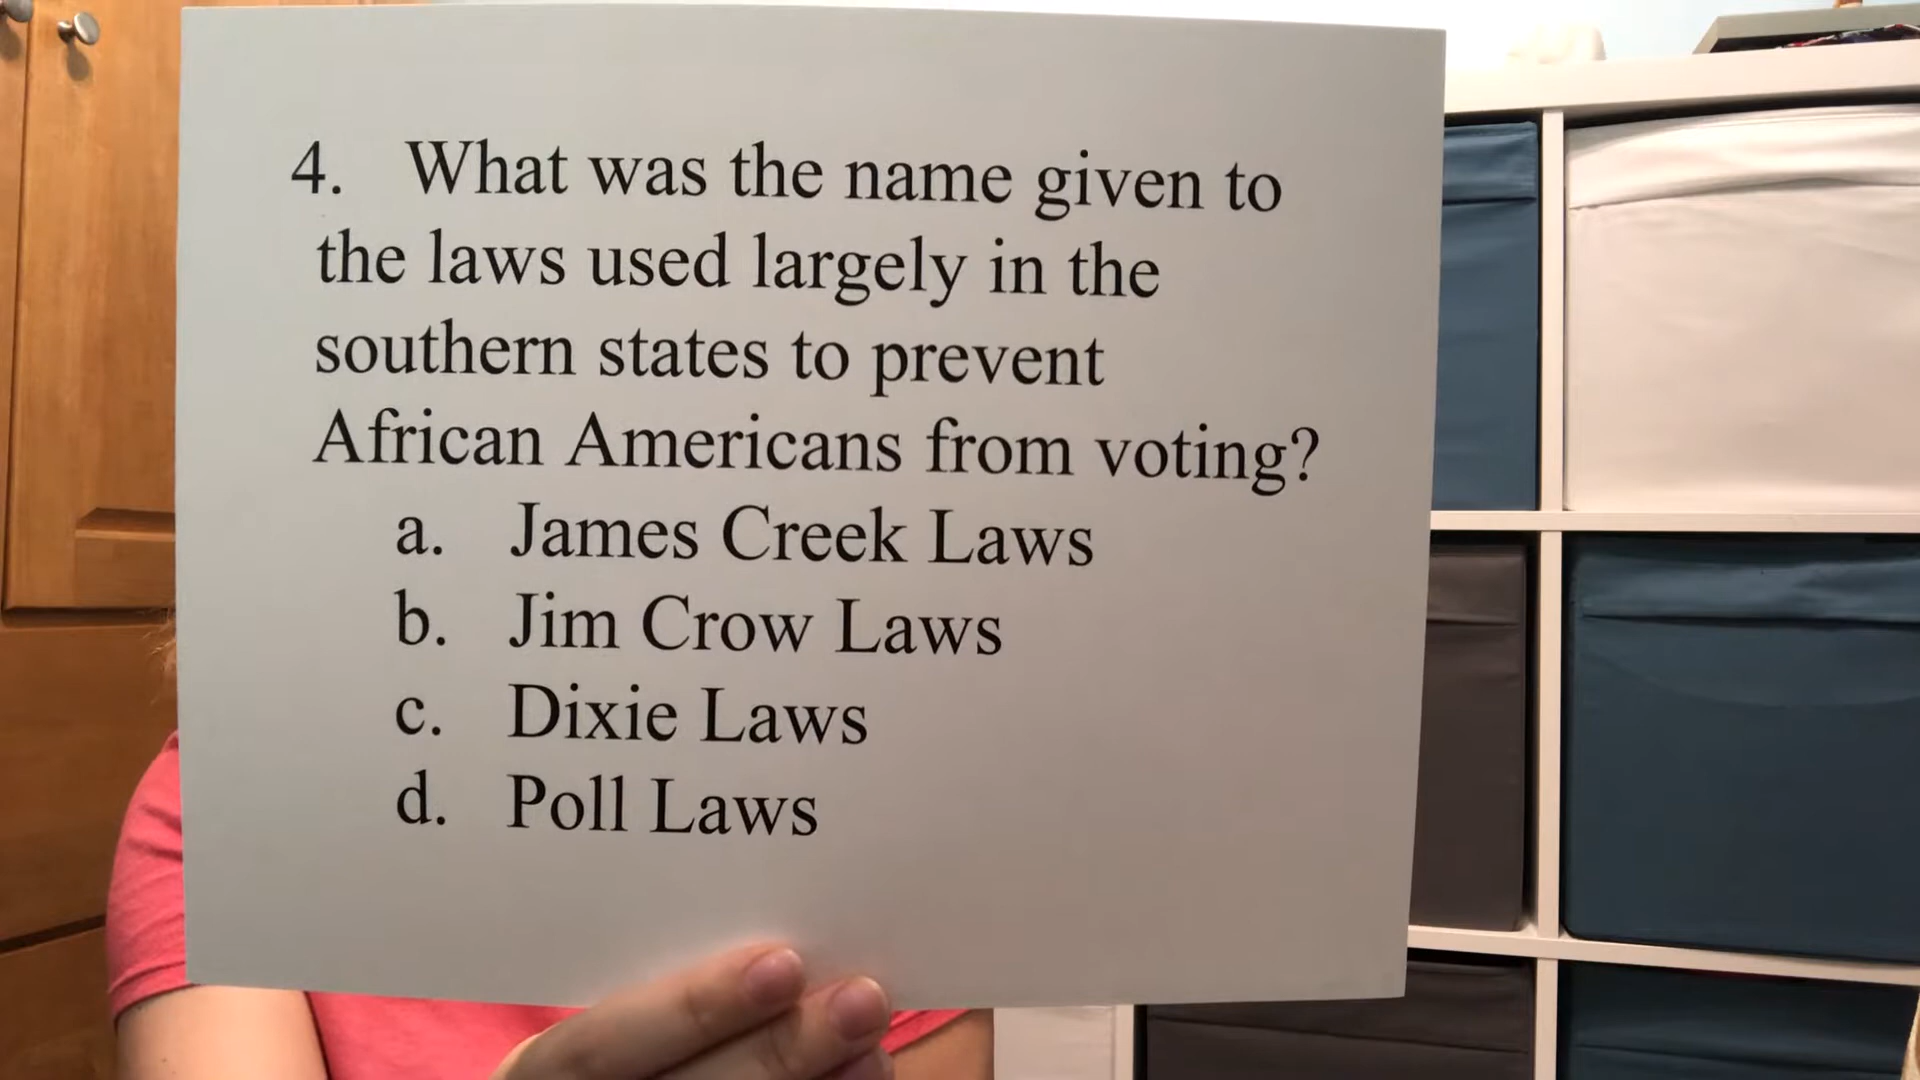 4. What was the name given to
the laws used largely in the
southern states to prevent
African Americans from voting?
a. James Creek Laws
b. Jim Crow Laws
c. Dixie Laws
d. Poll Laws